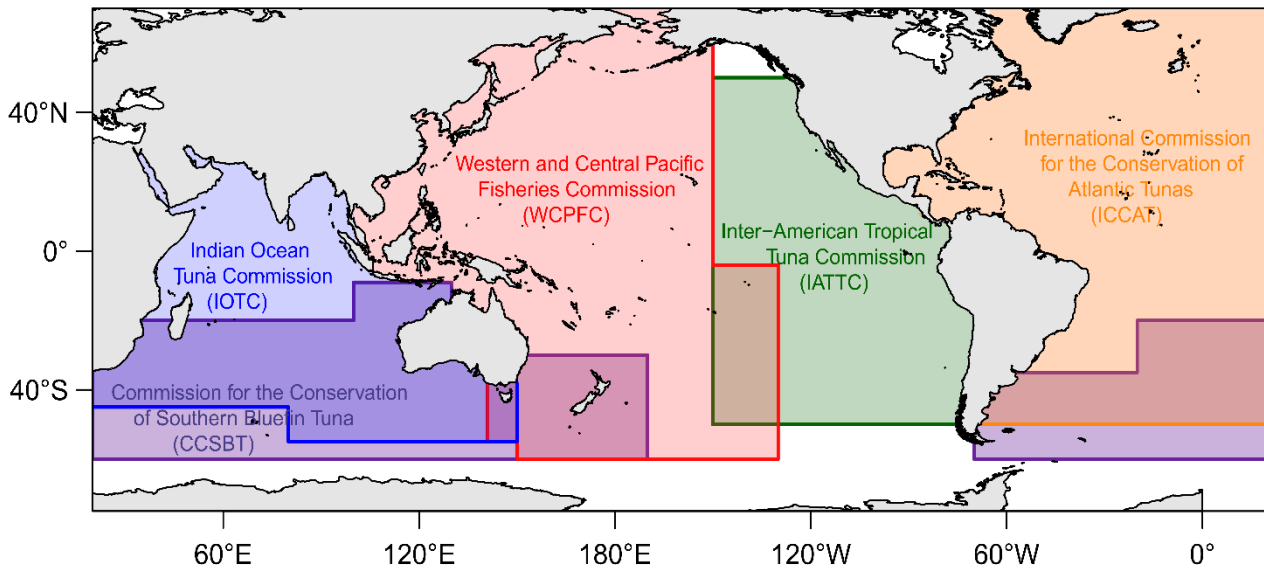 40°N
0°
40°S
International Commission
for the Conservation of
Atlantic Tunas
(ICCAT)
Western and Central Pacific
Fisheries Commission
(WCPFC)
Inter−American Tropical
Tuna Commission
(IATTC)
Indian Ocean
Tuna Commission
(IOTC)
Commission for the Conservation
of Southern Bluefin Tuna
(CCSBT)
60°E
120°E
180°E
120°W
60°W
0°